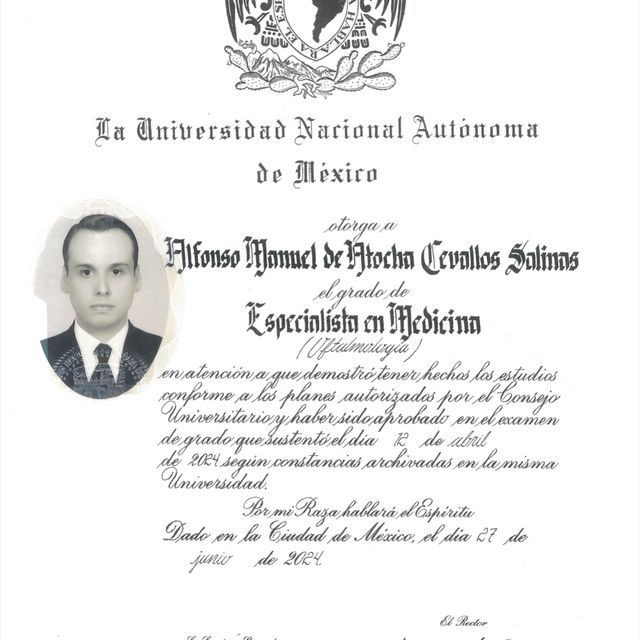 HABLARA EL ESP
La Universidad Nacional Autónoma
de México
otorga a
Alfonso Manuel de Atocha Cevallos Salinas
el grado de
Especialista en Medicina
(Oftalmología)
en atención a que demostró tener hechos los estudios
conforme a los planes autorizados por el Consejo
Universitario y haber sido aprobado en el examen
de grado que sustentó el día 12 de abril
de 2024 según constancias archivadas en la misma
Universidad.
Por mi Raza hablará el Espíritu
Dado en la Ciudad de México, el día 27 de
junio de 2024.
El Rector